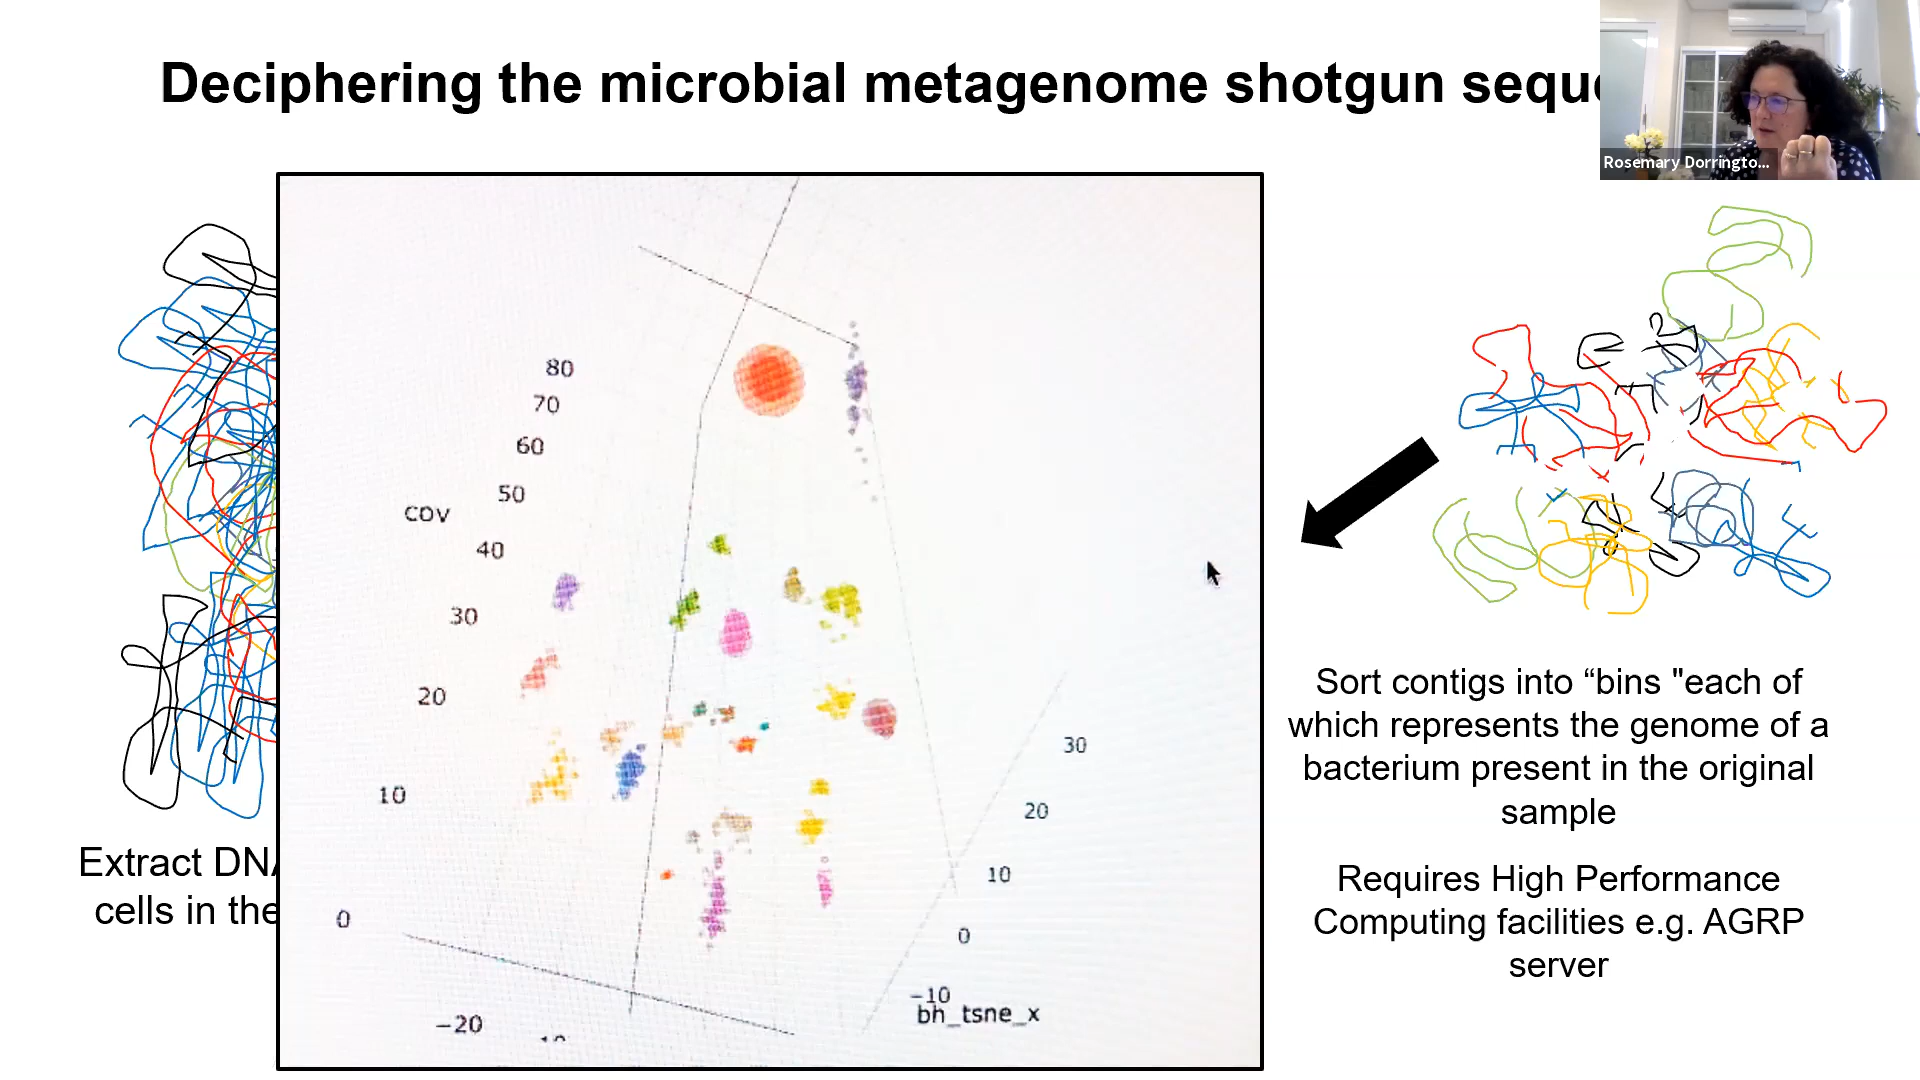 Deciphering the microbial metagenome shotgun sequ
Rosemary Dorringto...
80
70
60
50
cov
40
30
20
10
0
-20
30
20
10
0
-10
bh_tsne_x
Extract DNA
cells in the
Sort contigs into “bins "each of
which represents the genome of a
bacterium present in the original
sample
Requires High Performance
Computing facilities e.g. AGRP
server